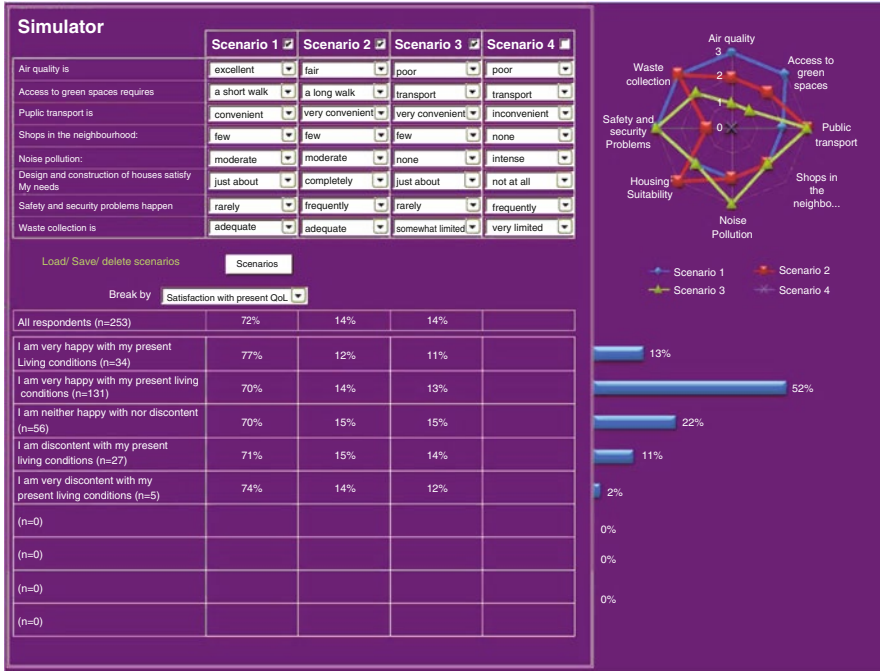 Simulator
Scenario 1 Scenario 2 Scenario 3 Scenario 4
Air quality is excellent fair poor poor
Access to green spaces requires a short walk a long walk transport transport
Puplic transport is convenient very convenient very convenient inconvenient
Shops in the neighbourhood: few few few none
Noise pollution: moderate moderate none intense
Design and construction of houses satisfy
My needs just about completely just about not at all
Safety and security problems happen rarely frequently rarely frequently
Waste collection is adequate adequate somewhat limited very limited
Load/ Save/ delete scenarios Scenarios
Break by Satisfaction with present QoL
All respondents (n=253) 72% 14% 14%
I am very happy with my present
Living conditions (n=34) 77% 12% 11%
I am very happy with my present living
conditions (n=131) 70% 14% 13%
I am neither happy with nor discontent
(n=56) 70% 15% 15%
I am discontent with my present
living conditions (n=27) 71% 15% 14%
I am very discontent with my
present living conditions (n=5) 74% 14% 12%
(n=0)
(n=0)
(n=0)
(n=0)
Air quality
Access to
green
spaces
Public
transport
Shops in
the
neighbo...
Noise
Pollution
Housing
Suitability
Safety and
security
Problems
Waste
collection
3
2
1
0
Scenario 1 Scenario 2
Scenario 3 Scenario 4
13%
52%
22%
11%
2%
0%
0%
0%